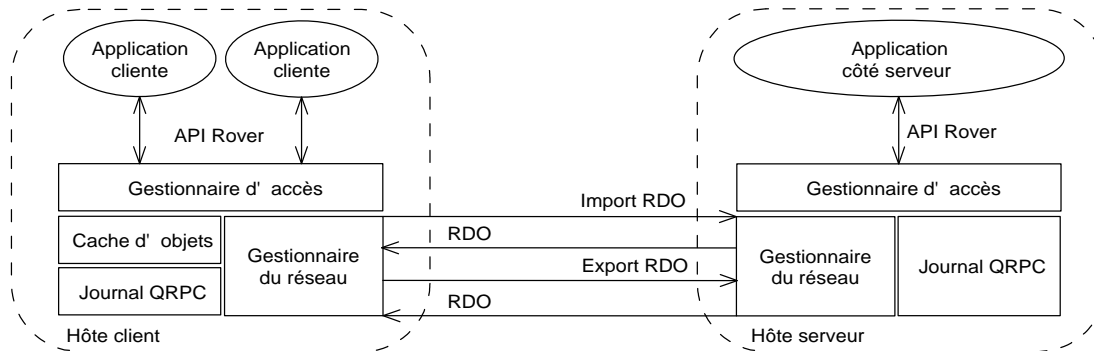 Application
cliente
Application
cliente
Application
côté serveur
API Rover
API Rover
Gestionnaire d' accès
Gestionnaire d' accès
Import RDO
Cache d' objets
Gestionnaire
du réseau
RDO
Gestionnaire
du réseau
Journal QRPC
Export RDO
Journal QRPC
RDO
Hôte client
Hôte serveur